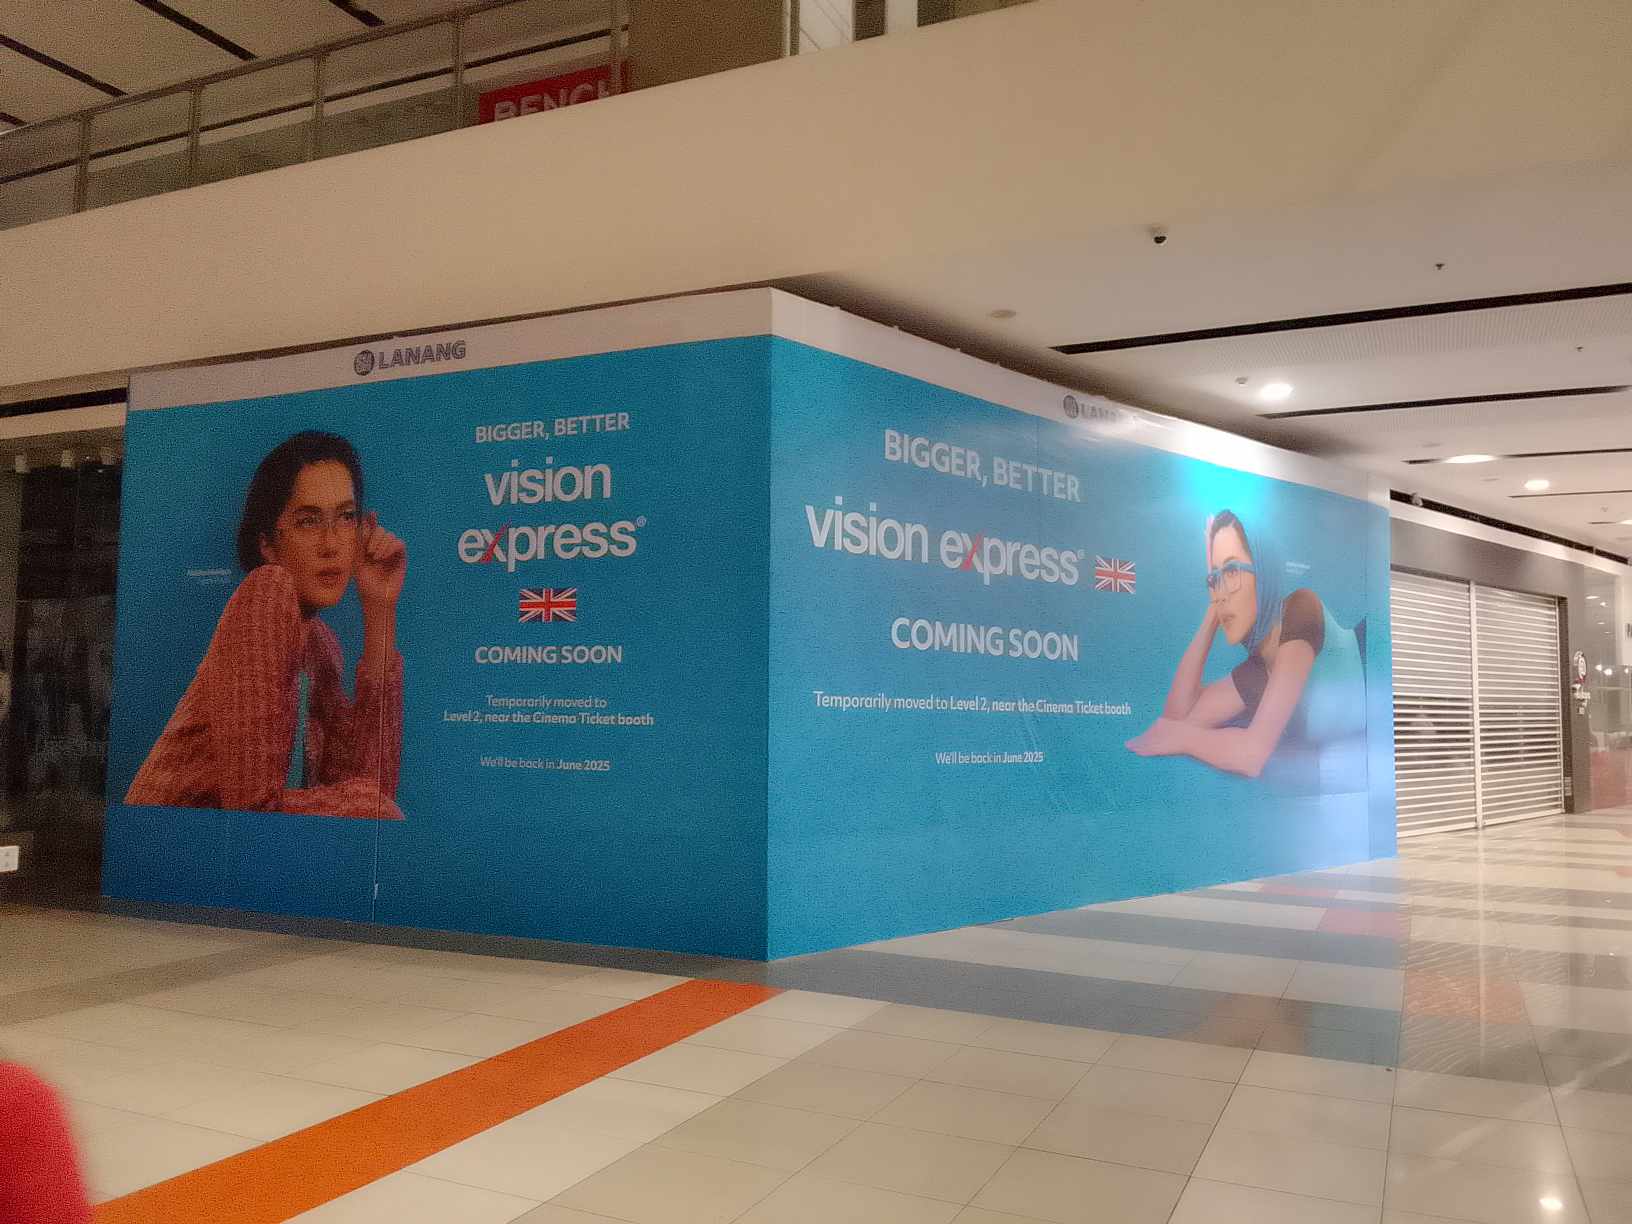 BENCH
SM LANANG
BIGGER, BETTER
vision
express®
COMING SOON
Temporarily moved to
Level 2, near the Cinema Ticket booth
We'll be back in June 2025
BIGGER, BETTER
vision express®
COMING SOON
Temporarily moved to Level 2, near the Cinema Ticket booth
We'll be back in June 2025